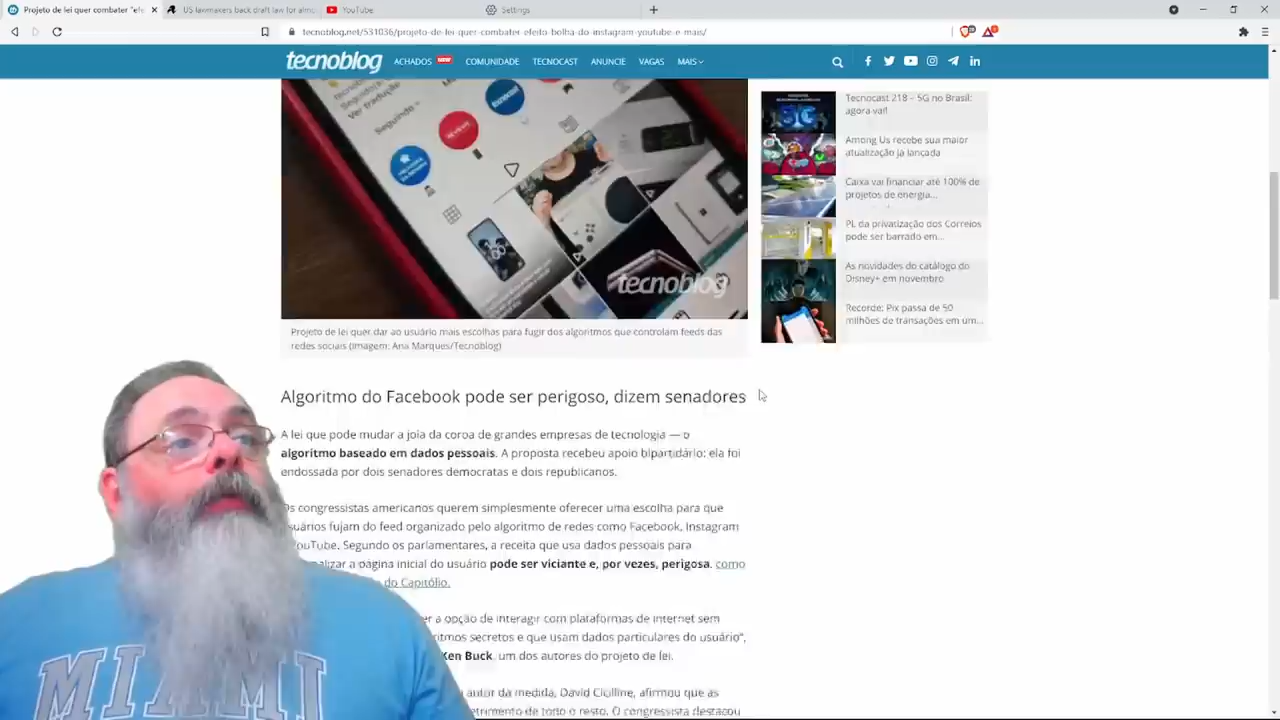 Projeto de lei quer combater "efe
US lawmakers back draft law for almo
YouTube
Settings
tecnoblog.net/531036/projeto-de-lei-quer-combater-efeito-bolha-do-instagram-youtube-e-mais/
tecnoblog
ACHADOS
COMUNIDADE
TECNOCAST
ANUNCIE
VAGAS
MAIS
Seguindo
Ver tradução
tecnoblog
Projeto de lei quer dar ao usuário mais escolhas para fugir dos algoritmos que controlam feeds das
redes sociais (Imagem: Ana Marques/Tecnoblog)
Tecnocast 218 – 5G no Brasil:
agora vai!
Among Us recebe sua maior
atualização já lançada
Caixa vai financiar até 100% de
projetos de energia...
PL da privatização dos Correios
pode ser barrado em...
As novidades do catálogo do
Disney+ em novembro
Recorde: Pix passa de 50
milhões de transações em um...
Algoritmo do Facebook pode ser perigoso, dizem senadores
A lei que pode mudar a joia da coroa de grandes empresas de tecnologia — o
algoritmo baseado em dados pessoais. A proposta recebeu apoio bipartidário: ela foi
endossada por dois senadores democratas e dois republicanos.
Os congressistas americanos querem simplesmente oferecer uma escolha para que
usuários fujam do feed organizado pelo algoritmo de redes como Facebook, Instagram
YouTube. Segundo os parlamentares, a receita que usa dados pessoais para
nalizar a página inicial do usuário pode ser viciante e, por vezes, perigosa, como
do Capitólio.
er a opção de interagir com plataformas de internet sem
ritmos secretos e que usam dados particulares do usuário",
Ken Buck, um dos autores do projeto de lei.
autor da medida, David Cicilline, afirmou que as
trimento de todo o resto. O congressista destacou
MIAMI